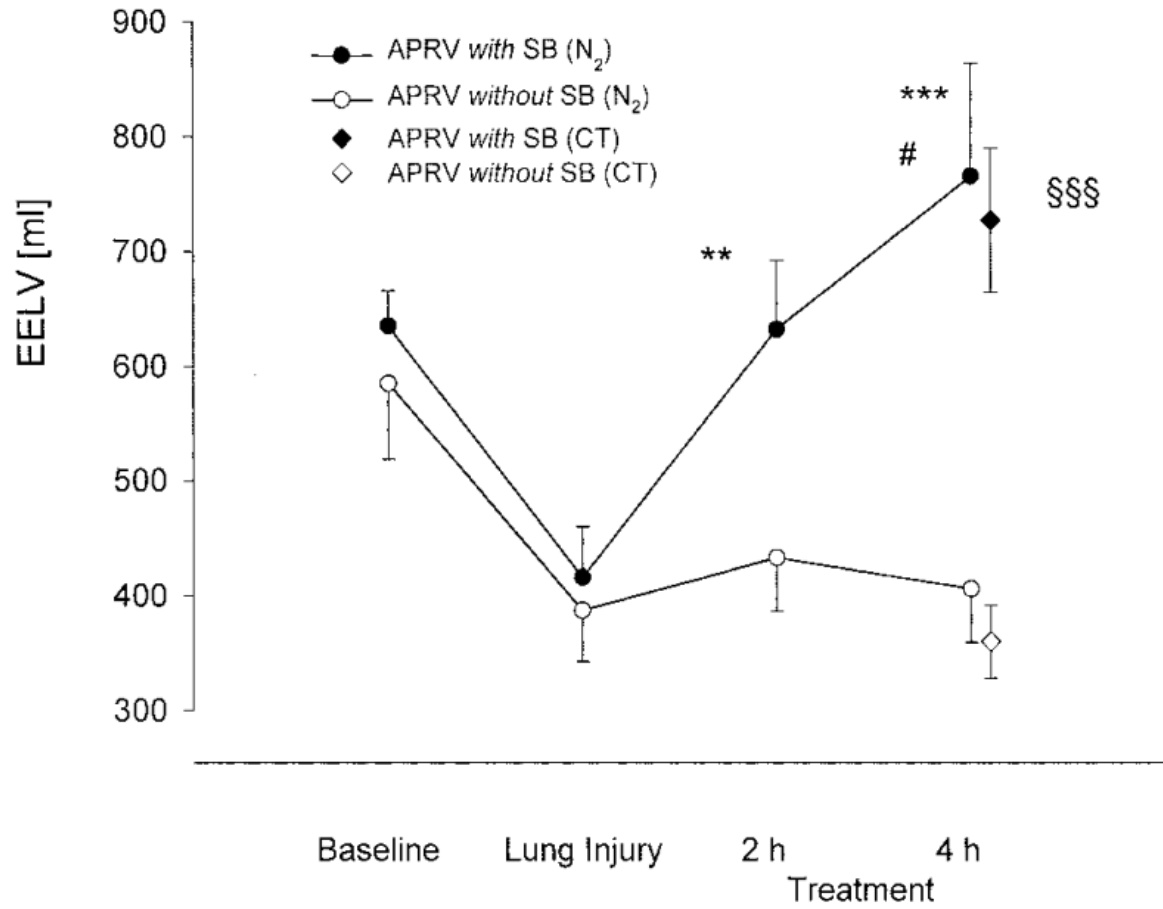 900
800
700
600
500
400
300
EELV [ml]
APRV with SB (N₂)
APRV without SB (N₂)
APRV with SB (CT)
APRV without SB (CT)
***
#
§§§
**
Baseline Lung Injury 2 h 4 h
Treatment